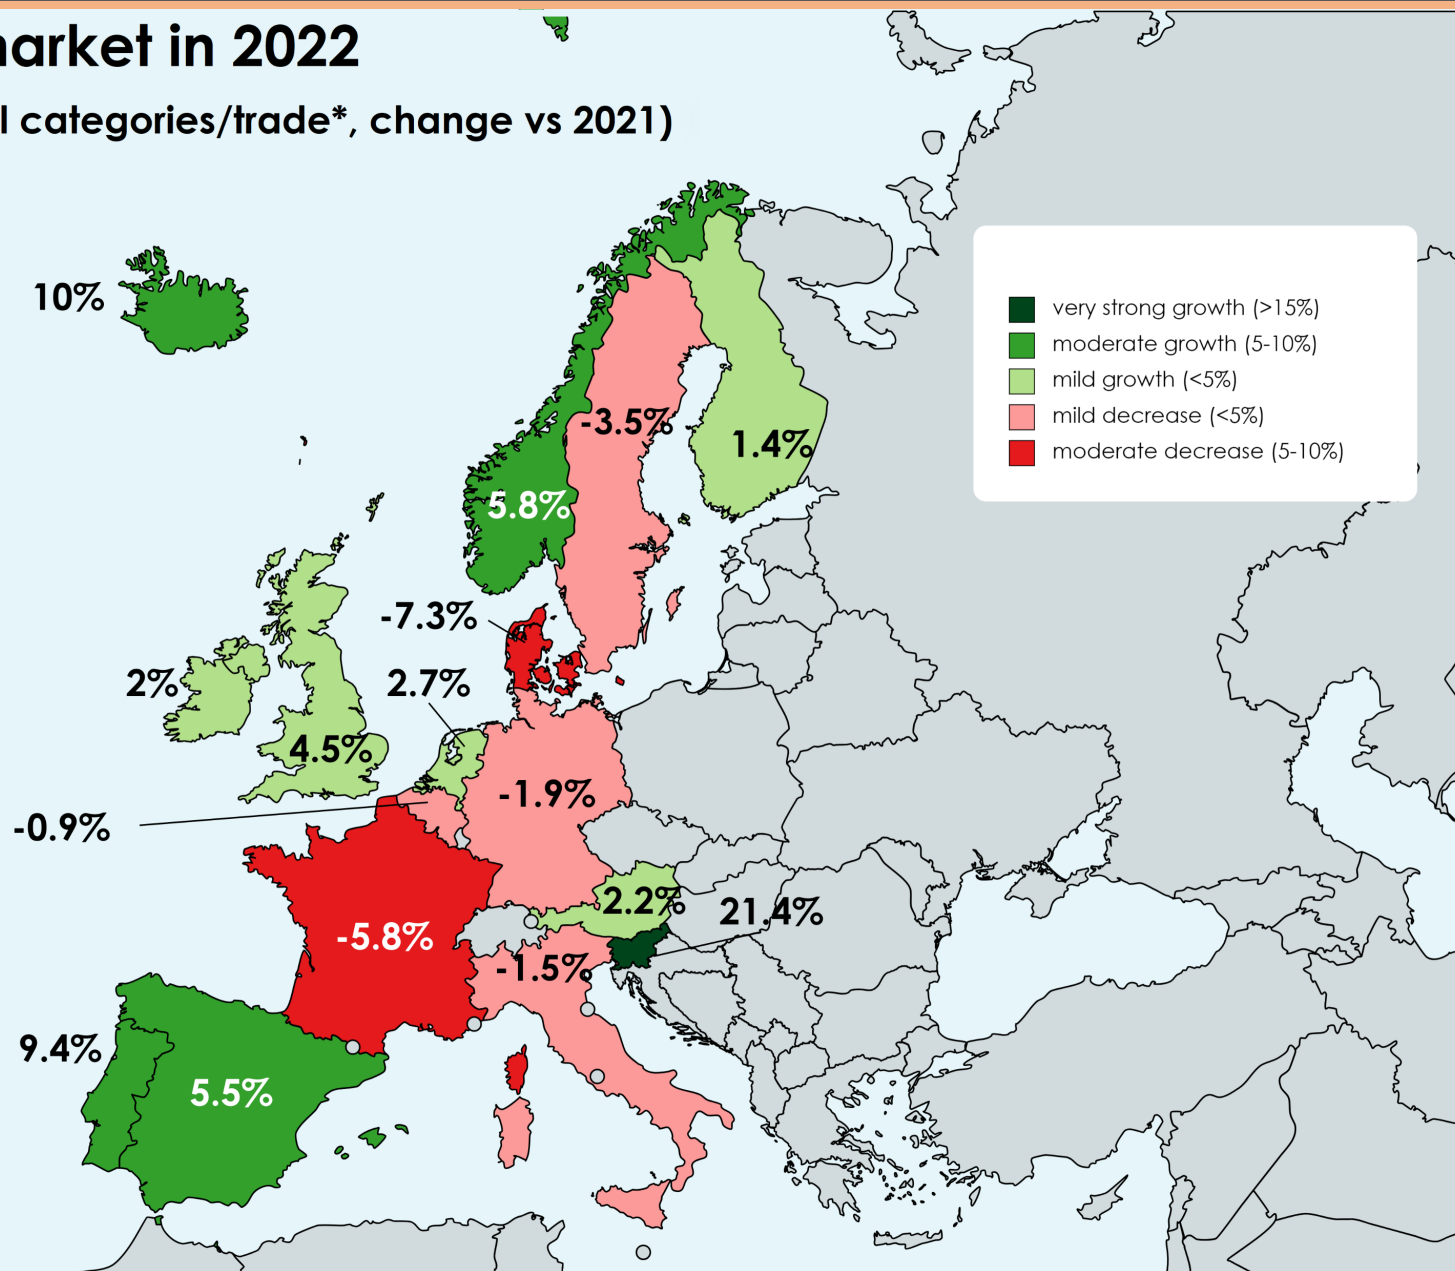 market in 2022
l categories/trade*, change vs 2021)
10%
very strong growth (>15%)
moderate growth (5-10%)
mild growth (<5%)
mild decrease (<5%)
moderate decrease (5-10%)
-3.5%
1.4%
5.8%
-7.3%
2%
2.7%
4.5%
-1.9%
-0.9%
2.2%
21.4%
-5.8%
-1.5%
9.4%
5.5%